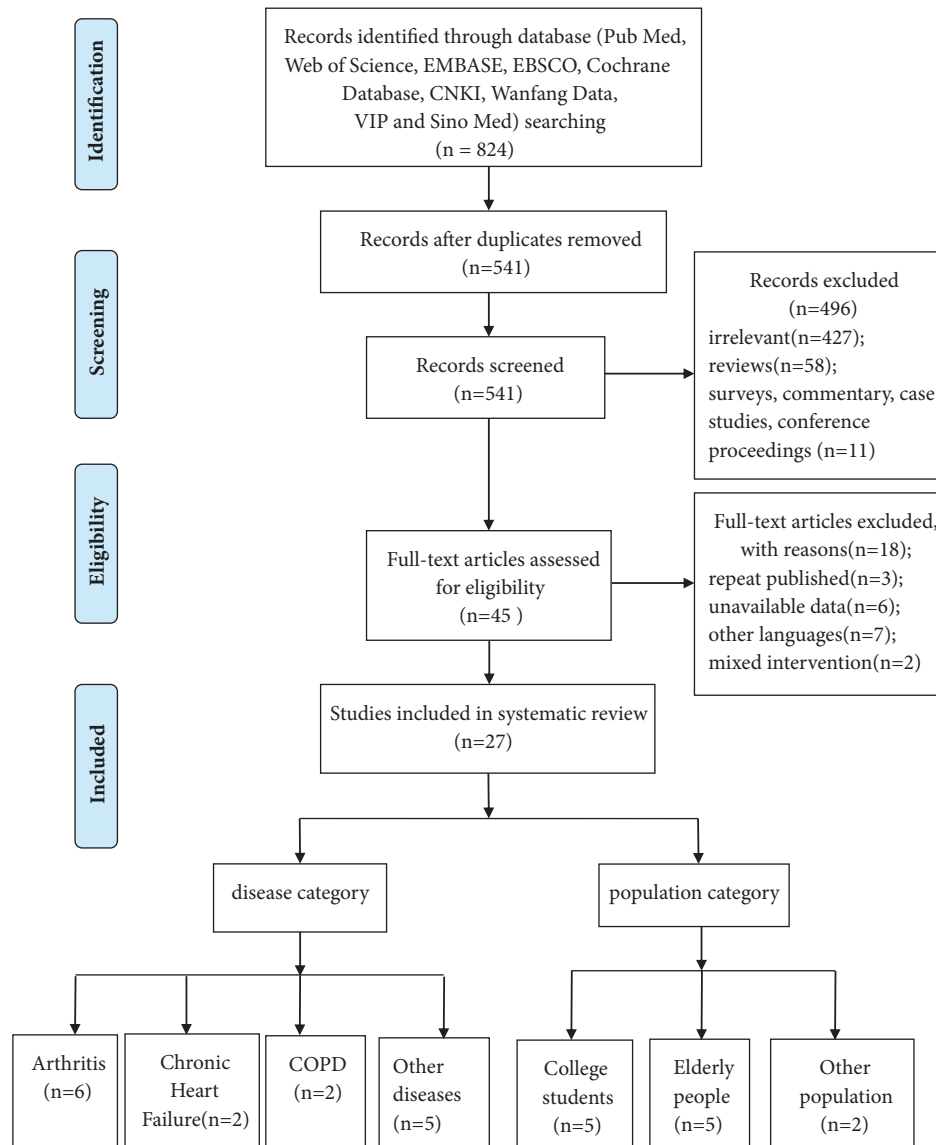 Identification
Records identified through database (Pub Med,
Web of Science, EMBASE, EBSCO, Cochrane
Database, CNKI, Wanfang Data,
VIP and Sino Med) searching
(n = 824)
Records after duplicates removed
(n=541)
Screening
Records screened
(n=541)
Records excluded
(n=496)
irrelevant(n=427);
reviews(n=58);
surveys, commentary, case
studies, conference
proceedings (n=11)
Eligibility
Full-text articles assessed
for eligibility
(n=45 )
Full-text articles excluded,
with reasons(n=18);
repeat published(n=3);
unavailable data(n=6);
other languages(n=7);
mixed intervention(n=2)
Included
Studies included in systematic review
(n=27)
disease category
population category
Arthritis
(n=6)
Chronic
Heart
Failure(n=2)
COPD
(n=2)
Other
diseases
(n=5)
College
students
(n=5)
Elderly
people
(n=5)
Other
population
(n=2)